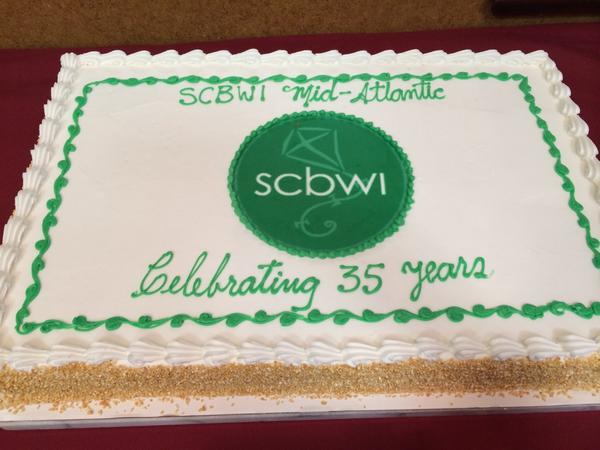 SCBWI Mid-Atlantic
scbwi
Celebrating 35 years